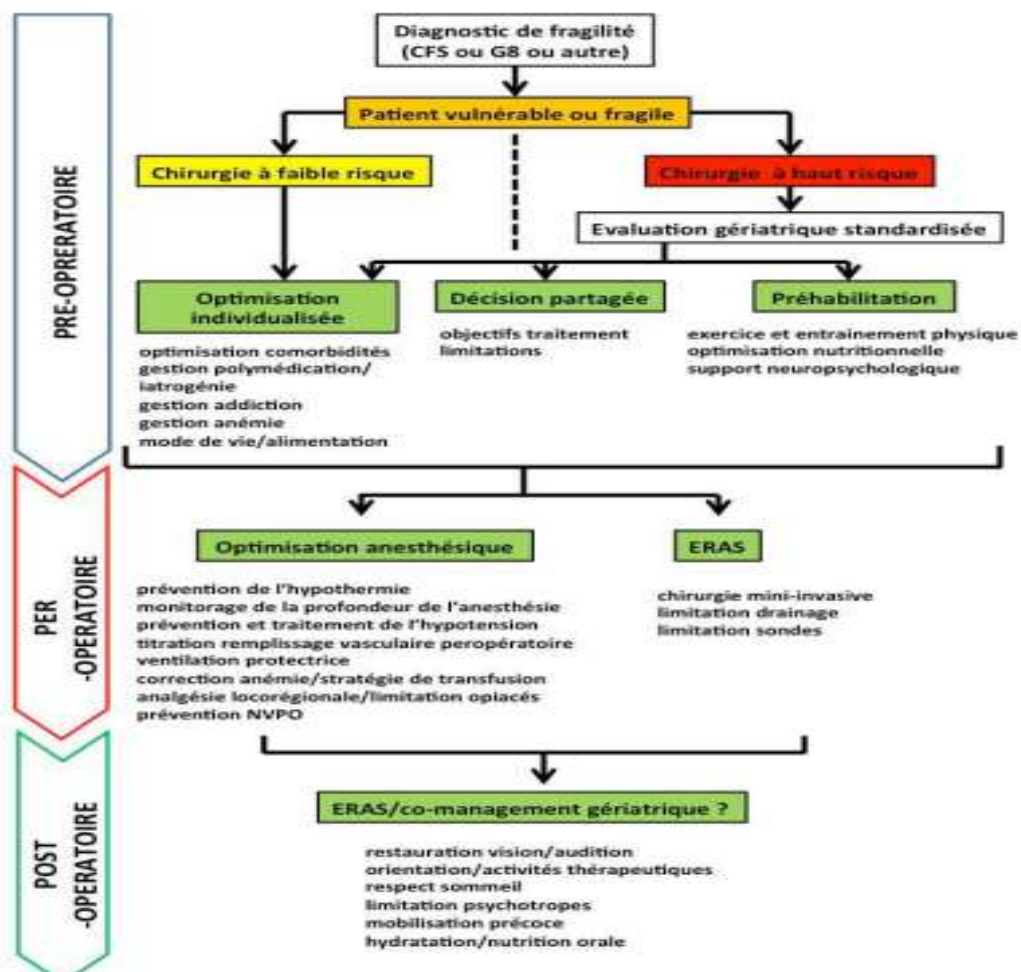 Diagnostic de fragilité
(CFS ou G8 ou autre)
Patient vulnérable ou fragile
Chirurgie à faible risque
Chirurgie à haut risque
Evaluation gériatrique standardisée
Optimisation
individualisée
optimisation comorbidités
gestion polymédication/
iatrogénie
gestion addiction
gestion anémie
mode de vie/alimentation
Décision partagée
objectifs traitement
limitations
Préhabilitation
exercice et entrainement physique
optimisation nutritionnelle
support neuropsychologique
PRE-OPRERATOIRE
Optimisation anesthésique
prévention de l'hypothermie
monitorage de la profondeur de l'anesthésie
prévention et traitement de l'hypotension
titration remplissage vasculaire peropératoire
ventilation protectrice
correction anémie/stratégie de transfusion
analgésie locorégionale/limitation opiacés
prévention NVPO
ERAS
chirurgie mini-invasive
limitation drainage
limitation sondes
PER
-OPERATOIRE
ERAS/co-management gériatrique ?
restauration vision/audition
orientation/activités thérapeutiques
respect sommeil
limitation psychotropes
mobilisation précoce
hydratation/nutrition orale
POST
-OPERATOIRE